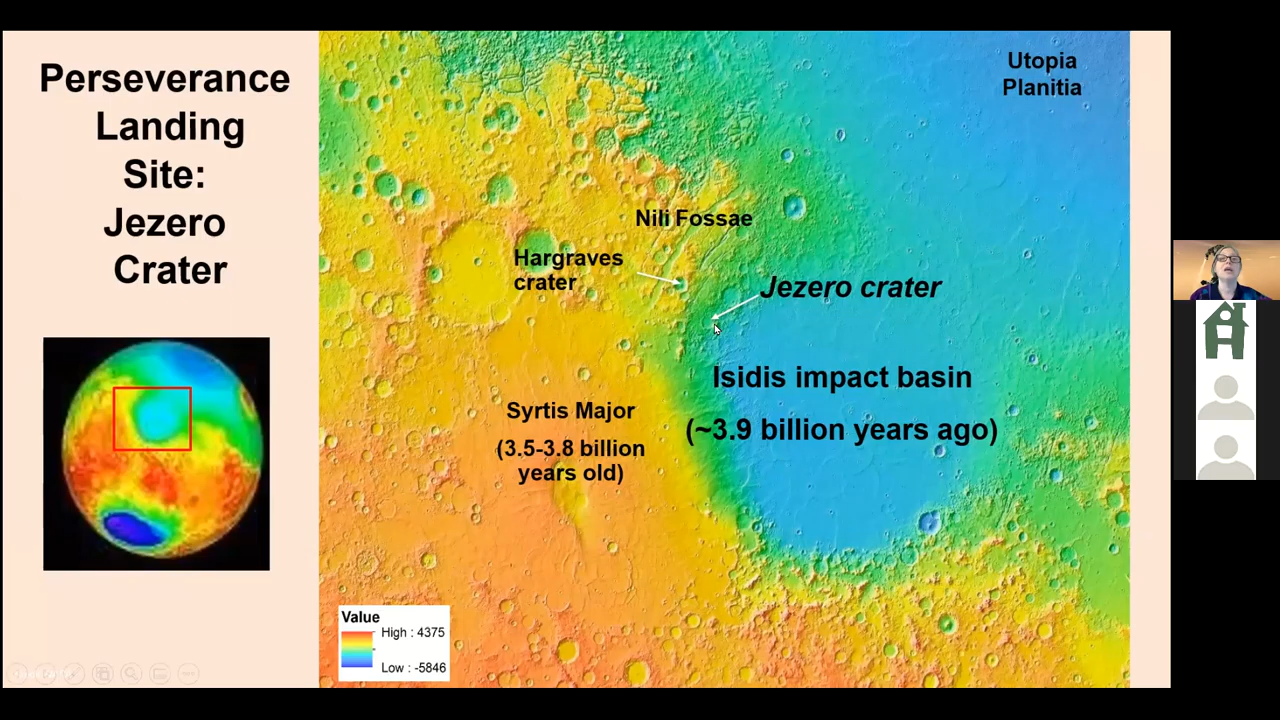 Perseverance
Landing
Site:
Jezero
Crater
Utopia
Planitia
Nili Fossae
Hargraves
crater
Jezero crater
Isidis impact basin
(~3.9 billion years ago)
Syrtis Major
(3.5-3.8 billion
years old)
Value
High : 4375
Low : -5846